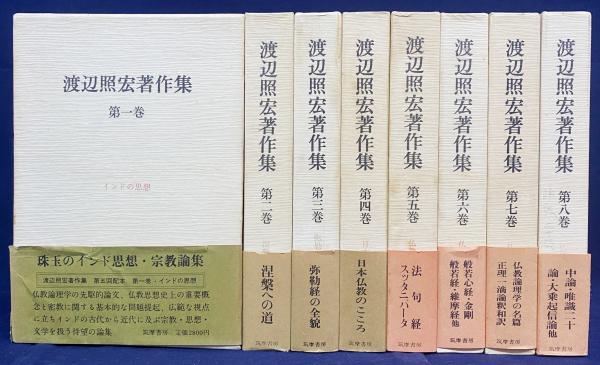 渡辺照宏著作集
第一巻
インドの思想
珠玉のインド思想・宗教論集
渡辺照宏著作集 第五回配本 第一巻・インドの思想
仏教論理学の先駆的論文、仏教思想史上の重要概
念と密教に関する基本的な問題提起、広範な視点
に立ちインドの古代から近代に及ぶ宗教・思想・
文学を扱う待望の論集
筑摩書房 定価2800円
渡辺照宏著作集
第二巻
涅槃への道
筑摩書房
渡辺照宏著作集
第三巻
弥勒経の全貌
筑摩書房
渡辺照宏著作集
第四巻
日本仏教のこころ
筑摩書房
渡辺照宏著作集
第五巻
法句経
スッタニパータ
筑摩書房
渡辺照宏著作集
第六巻
般若心経・金剛
般若経・維摩経他
筑摩書房
渡辺照宏著作集
第七巻
仏教論理学の名篇
正理一滴論釈和訳
筑摩書房
渡辺照宏著作集
第八巻
中論・唯識二十
論・大乗起信論他
筑摩書房